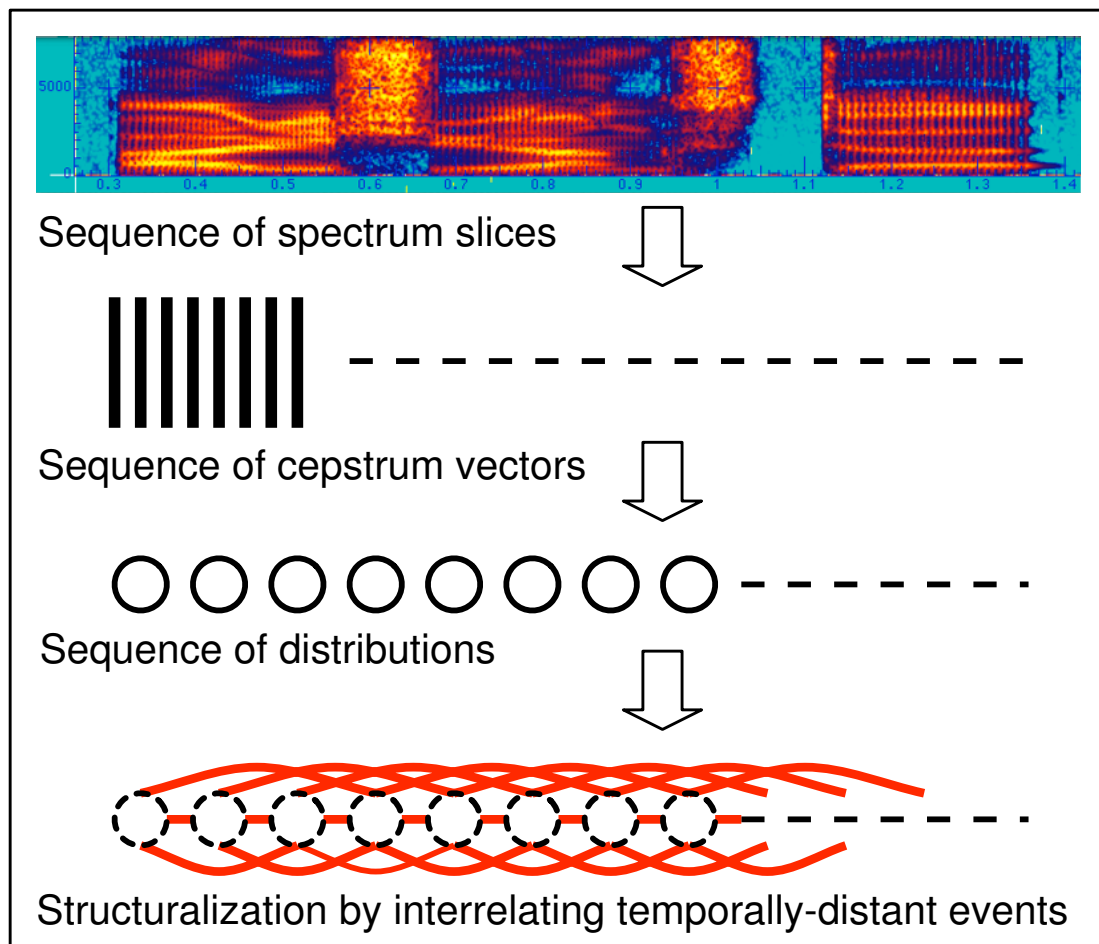 5000
0
0.3 0.4 0.5 0.6 0.7 0.8 0.9 1 1.1 1.2 1.3 1.4
Sequence of spectrum slices
Sequence of cepstrum vectors
Sequence of distributions
Structuralization by interrelating temporally-distant events